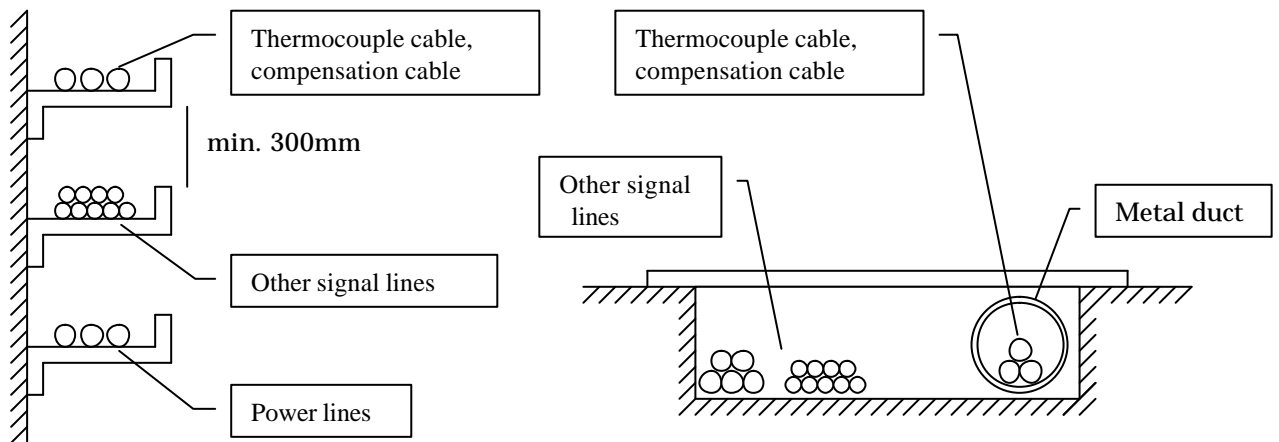 Thermocouple cable,
compensation cable
min. 300mm
Other signal lines
Power lines
Thermocouple cable,
compensation cable
Other signal
lines
Metal duct